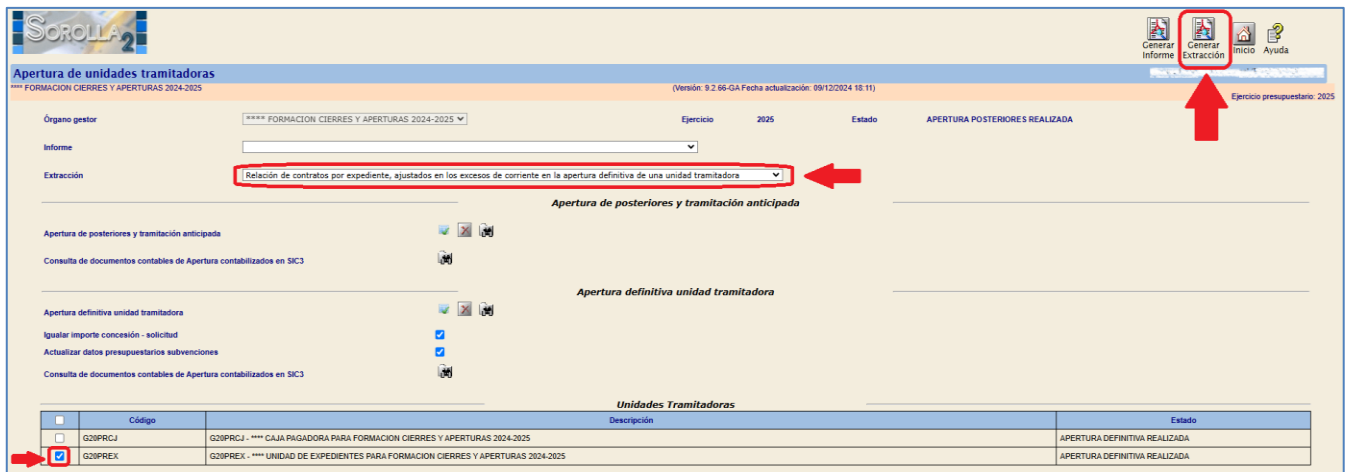 SOROLLA2
Generar Informe
Generar Extracción
Inicio
Ayuda
Apertura de unidades tramitadoras
**** FORMACION CIERRES Y APERTURAS 2024-2025 (Versión: 9.2.66-GA Fecha actualización: 09/12/2024 18:11)
Ejercicio presupuestario: 2025
Órgano gestor **** FORMACION CIERRES Y APERTURAS 2024-2025 Ejercicio 2025 Estado APERTURA POSTERIORES REALIZADA
Informe
Extracción Relación de contratos por expediente, ajustados en los excesos de corriente en la apertura definitiva de una unidad tramitadora
Apertura de posteriores y tramitación anticipada
Apertura de posteriores y tramitación anticipada
Consulta de documentos contables de Apertura contabilizados en SIC3
Apertura definitiva unidad tramitadora
Apertura definitiva unidad tramitadora
Igualar importe concesión - solicitud
Actualizar datos presupuestarios subvenciones
Consulta de documentos contables de Apertura contabilizados en SIC3
Unidades Tramitadoras
Código Descripción Estado
G20PRCJ G20PRCJ - **** CAJA PAGADORA PARA FORMACION CIERRES Y APERTURAS 2024-2025 APERTURA DEFINITIVA REALIZADA
G20PREX G20PREX - **** UNIDAD DE EXPEDIENTES PARA FORMACION CIERRES Y APERTURAS 2024-2025 APERTURA DEFINITIVA REALIZADA